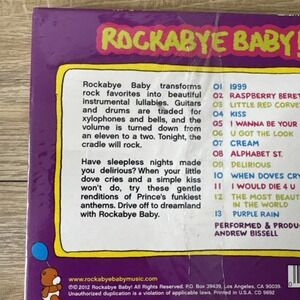 ROCKABYE BABY!
Rockabye Baby transforms
rock favorites into beautiful
instrumental lullabies. Guitars
and drums are traded for
xylophones and bells, and the
volume is turned down from
an eleven to a two. Tonight, the
cradle will rock.
Have sleepless nights made
you delirious? When your little
dove cries and a simple kiss
won't do, try these gentle
renditions of Prince's funkiest
anthems. Drive off to dreamland
with Rockabye Baby.
01 1999
02 RASPBERRY BERET
03 LITTLE RED CORVE
04 KISS
05 I WANNA BE YOUR
06 U GOT THE LOOK
07 CREAM
08 ALPHABET ST.
09 DELIRIOUS
10 WHEN DOVES CRY
11 I WOULD DIE 4 U
12 THE MOST BEAUTI
IN THE WORLD
13 PURPLE RAIN
PERFORMED & PRODU
ANDREW BISSELL
www.rockabyebabymusic.com
©2012 Rockabye Baby! All Rights Reserved. P.O. Box 39439, Los Angeles, CA 90039.
Unauthorized duplication is a violation of applicable laws. Printed in U.S.A. CD 9692